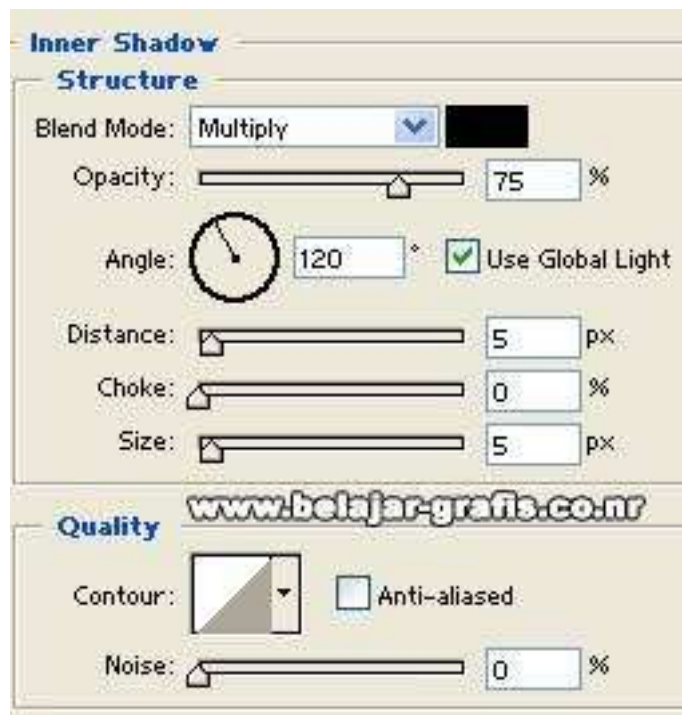 Inner Shadow
Structure
Blend Mode: Multiply
Opacity: 75 %
Angle: 120 ° Use Global Light
Distance: 5 px
Choke: 0 %
Size: 5 px
www.belajar-grafis.co.nr
Quality
Contour: Anti-aliased
Noise: 0 %